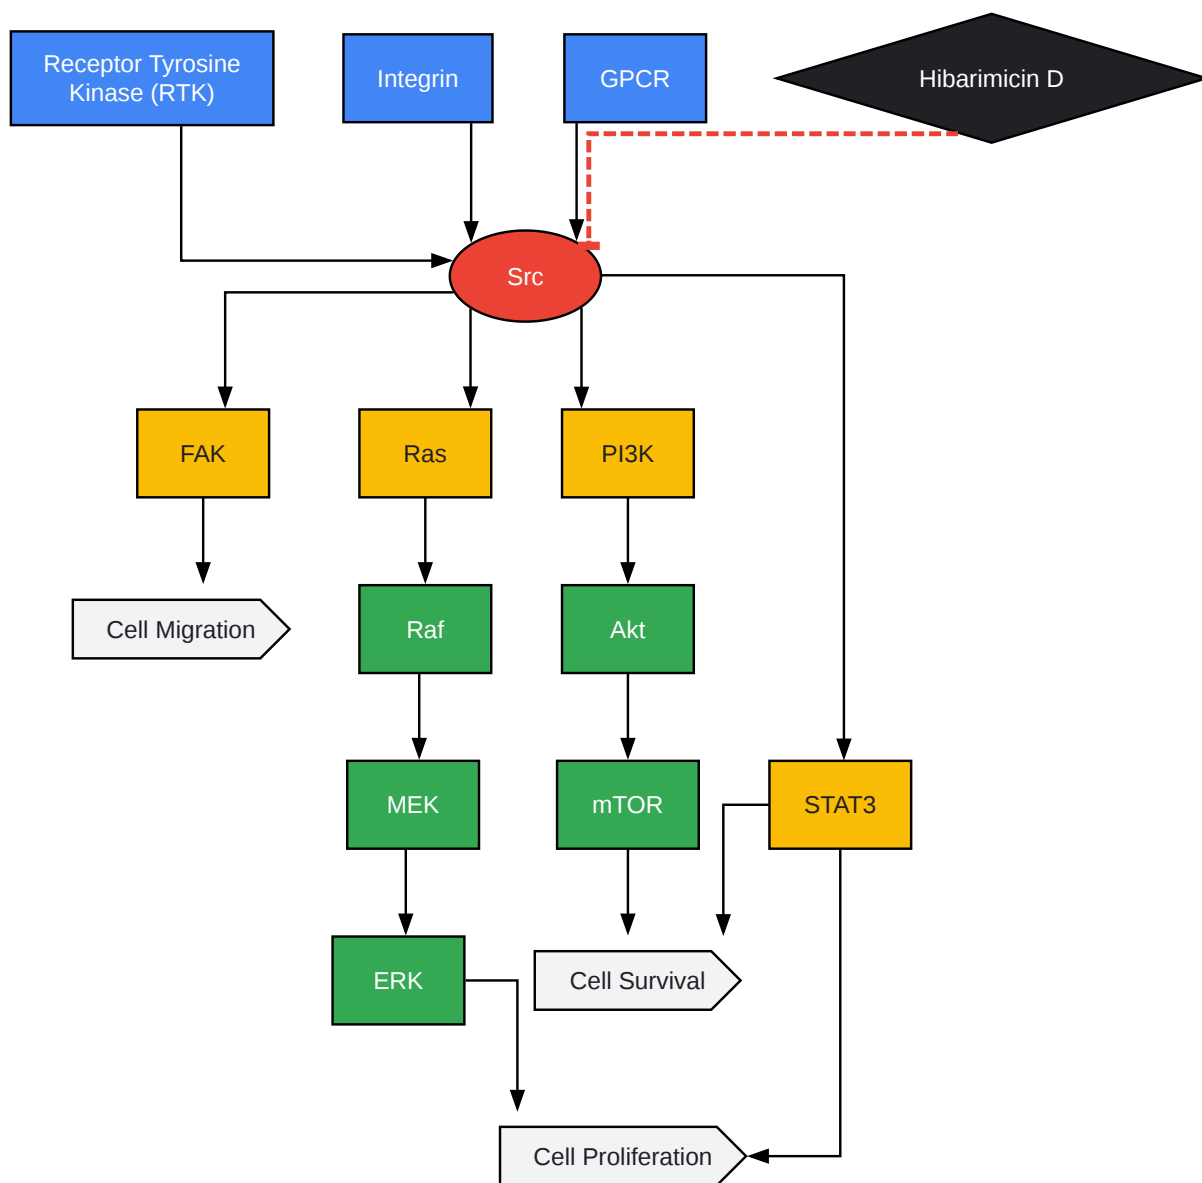 Receptor Tyrosine
Kinase (RTK)
Integrin
GPCR
Hibarimicin D
Src
FAK
Ras
PI3K
Cell Migration
Raf
Akt
MEK
mTOR
STAT3
ERK
Cell Survival
Cell Proliferation